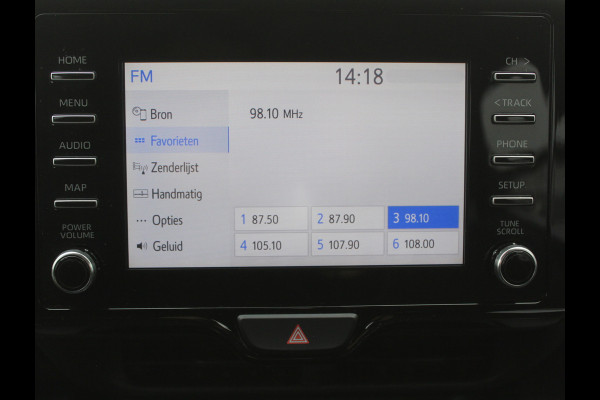 HOME
MENU
AUDIO
MAP
POWER
VOLUME
FM 14:18
Bron 98.10 MHz
Favorieten
Zenderlijst
Handmatig
Opties
Geluid
1 87.50 2 87.90 3 98.10
4 105.10 5 107.90 6 108.00
CH >
< TRACK
PHONE
SETUP
TUNE
SCROLL